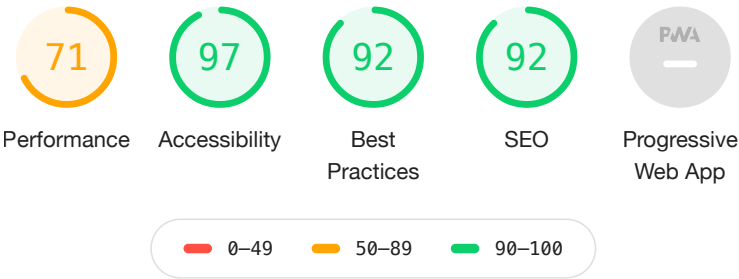 71
97
92
92
PWA
Performance
Accessibility
Best
Practices
SEO
Progressive
Web App
0–49
50–89
90–100